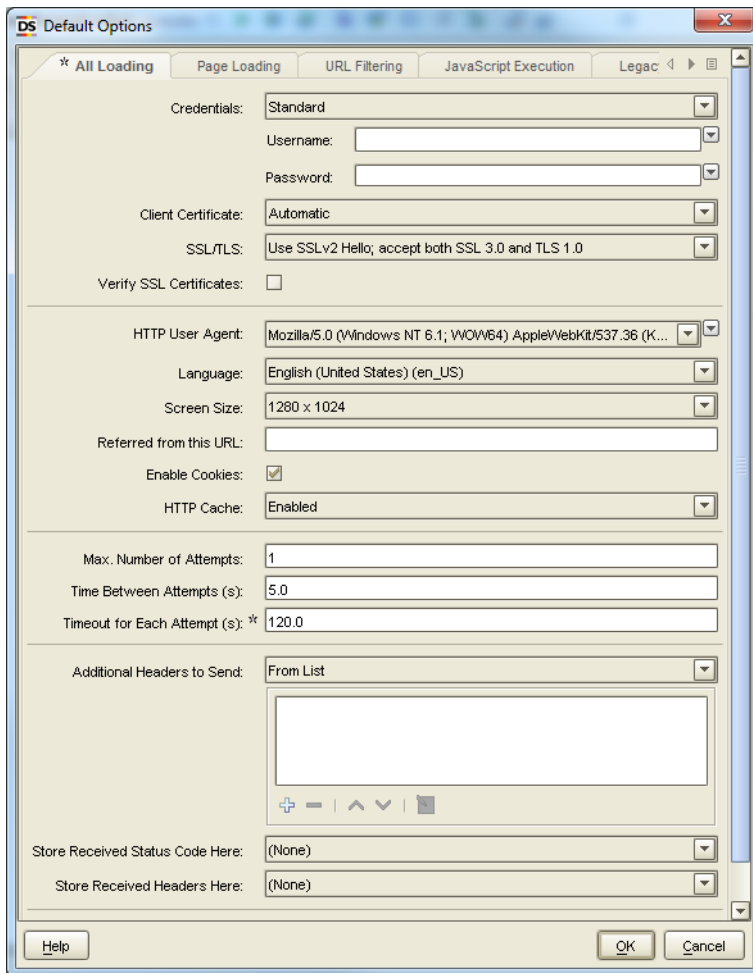 DS Default Options
* All Loading Page Loading URL Filtering JavaScript Execution Legac
Credentials: Standard
Username:
Password:
Client Certificate: Automatic
SSL/TLS: Use SSLv2 Hello; accept both SSL 3.0 and TLS 1.0
Verify SSL Certificates:
HTTP User Agent: Mozilla/5.0 (Windows NT 6.1; WOW64) AppleWebKit/537.36 (K...
Language: English (United States) (en_US)
Screen Size: 1280 x 1024
Referred from this URL:
Enable Cookies:
HTTP Cache: Enabled
Max. Number of Attempts: 1
Time Between Attempts (s): 5.0
Timeout for Each Attempt (s): * 120.0
Additional Headers to Send: From List
Store Received Status Code Here: (None)
Store Received Headers Here: (None)
Help OK Cancel